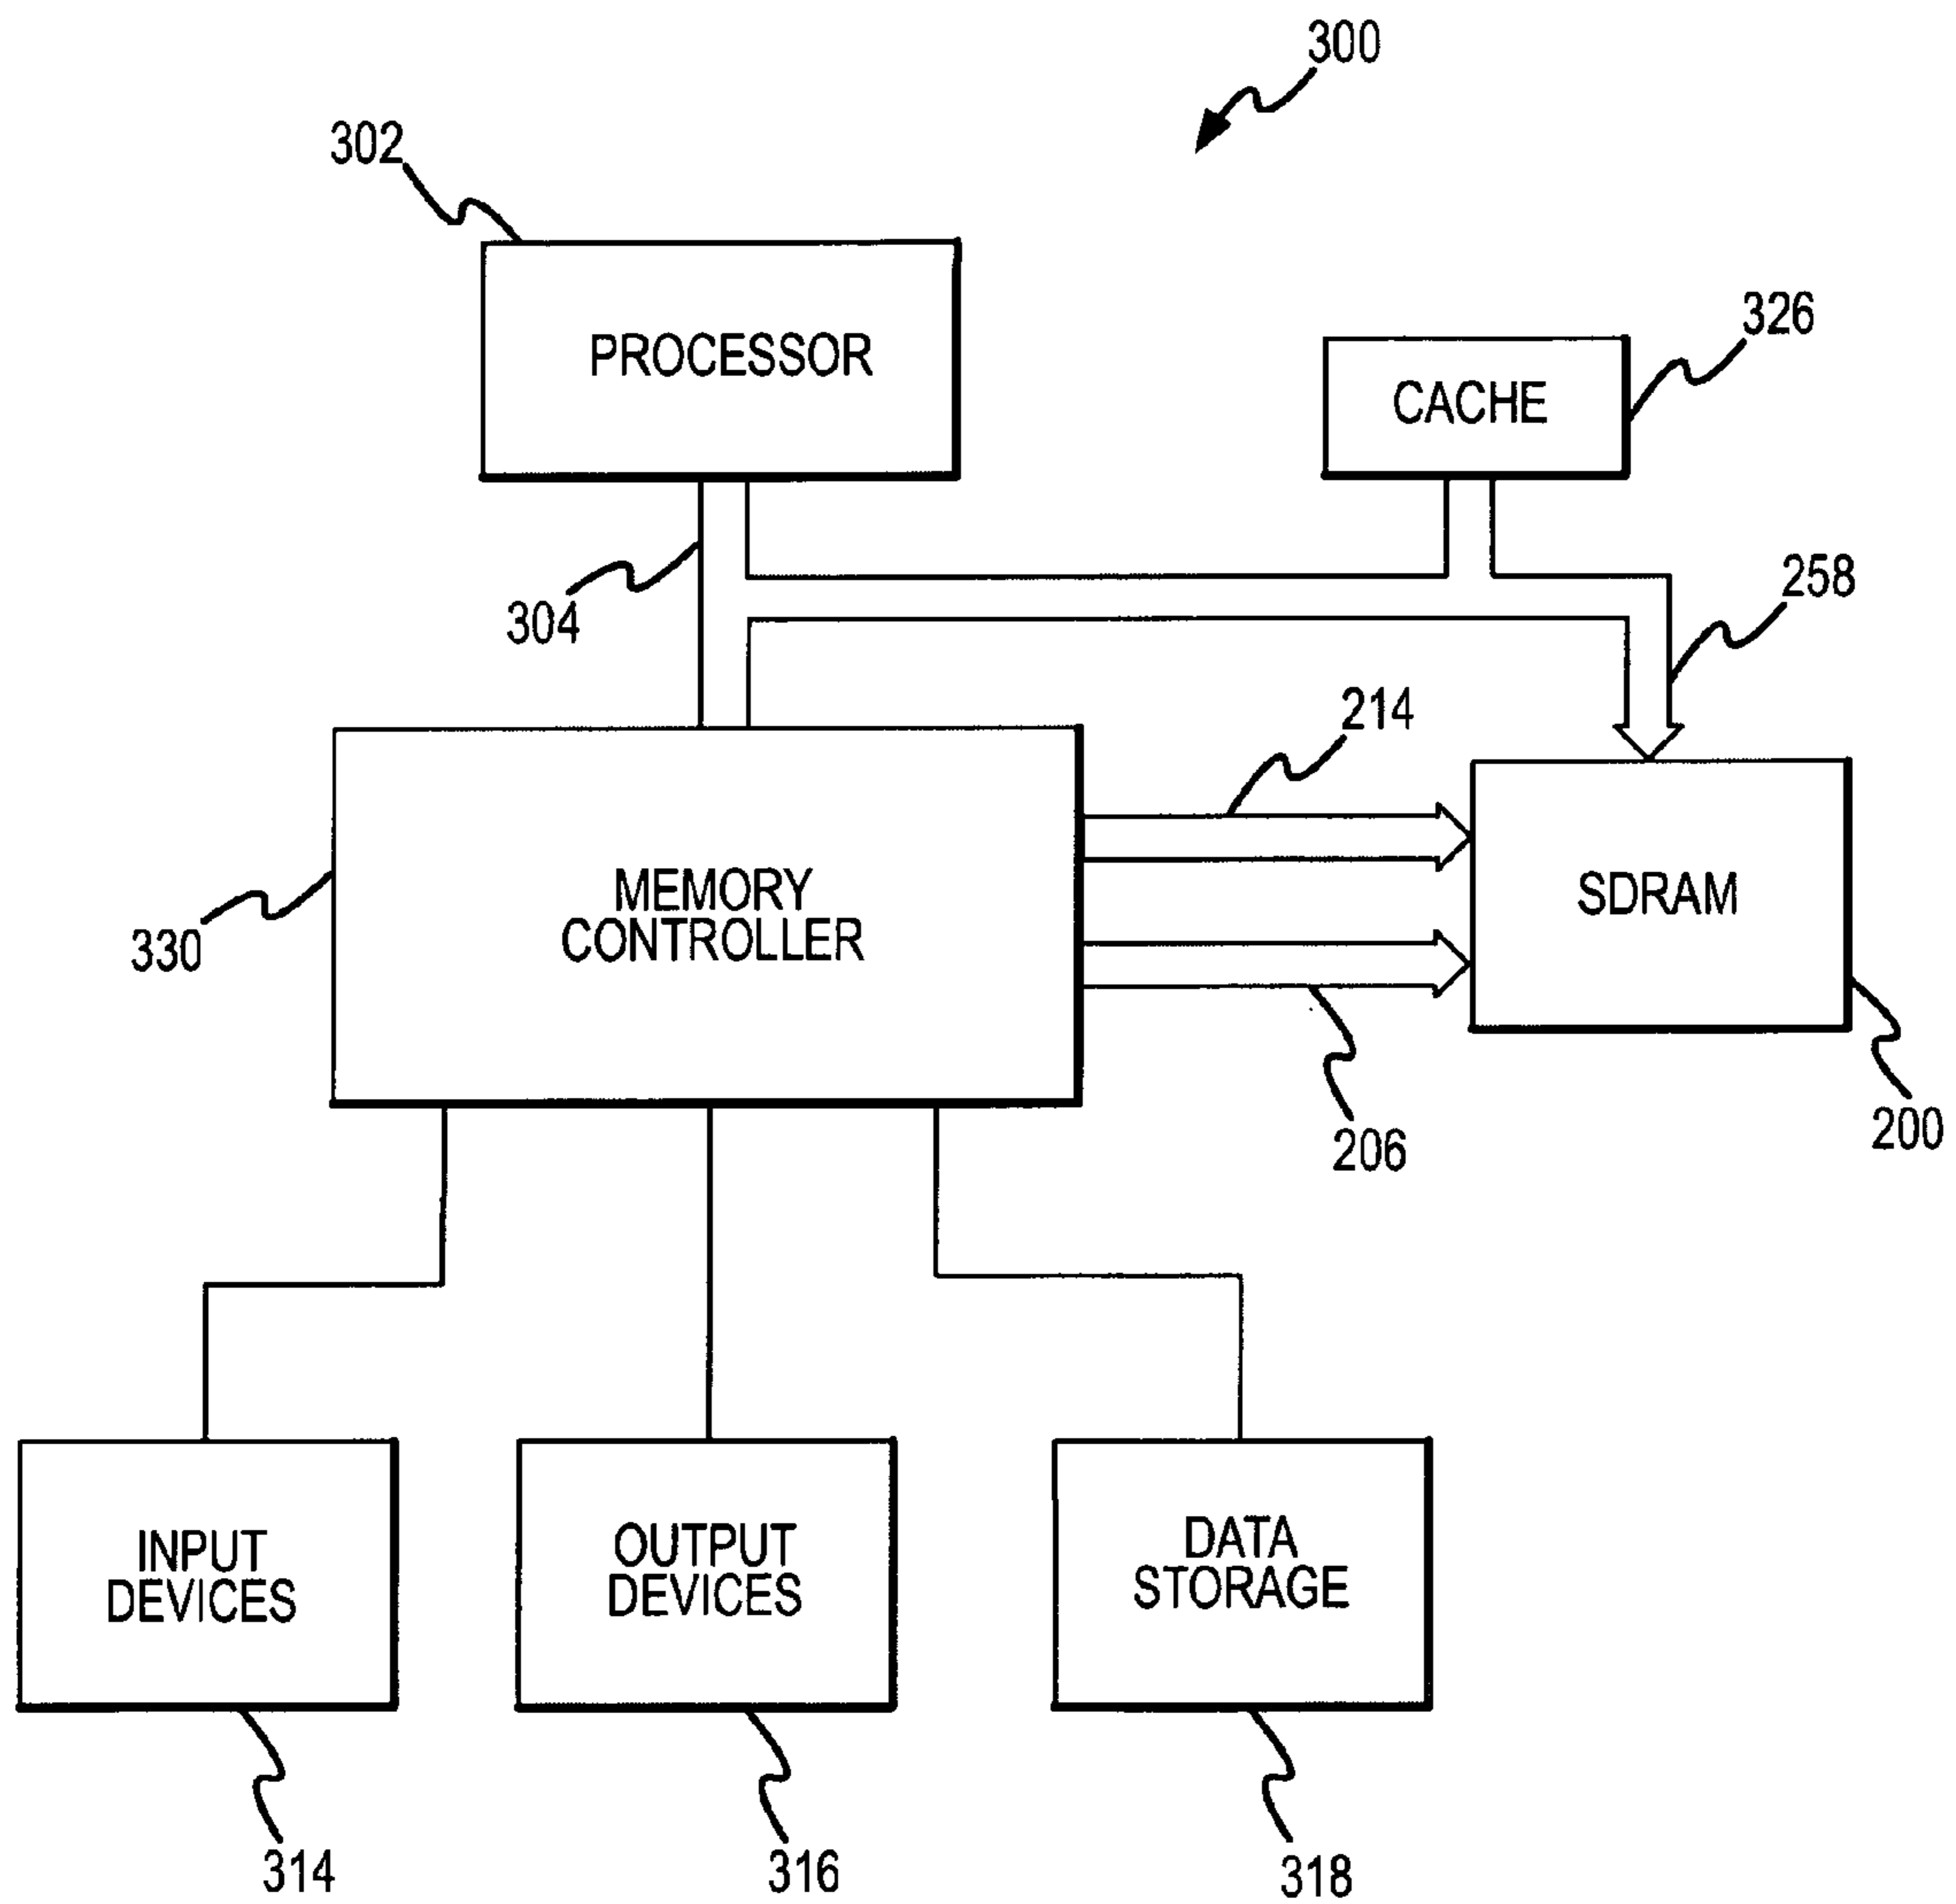 300
302
PROCESSOR
326
CACHE
304
258
214
MEMORY
CONTROLLER
SDRAM
330
206
200
INPUT
DEVICES
OUTPUT
DEVICES
DATA
STORAGE
314
316
318